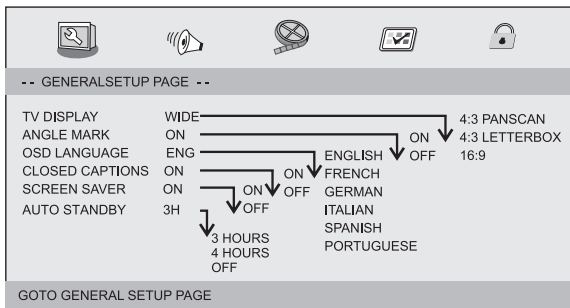 -- GENERALSETUP PAGE --
TV DISPLAY WIDE 4:3 PANSCAN
ANGLE MARK ON ON 4:3 LETTERBOX
OSD LANGUAGE ENG ENGLISH OFF 16:9
CLOSED CAPTIONS ON ON FRENCH
SCREEN SAVER ON ON OFF GERMAN
AUTO STANDBY 3H OFF ITALIAN
SPANISH
3 HOURS
PORTUGUESE
4 HOURS
OFF
GOTO GENERAL SETUP PAGE